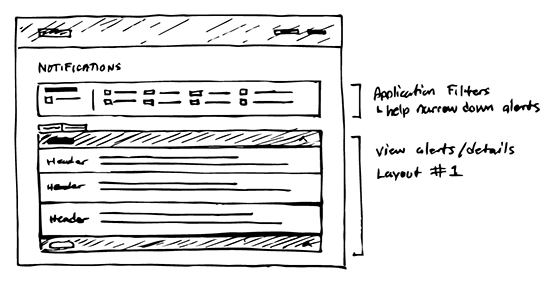 NOTIFICATIONS
Application Filters
↳ help narrow down alerts
Header
Header
Header
View alerts/details
Layout #1